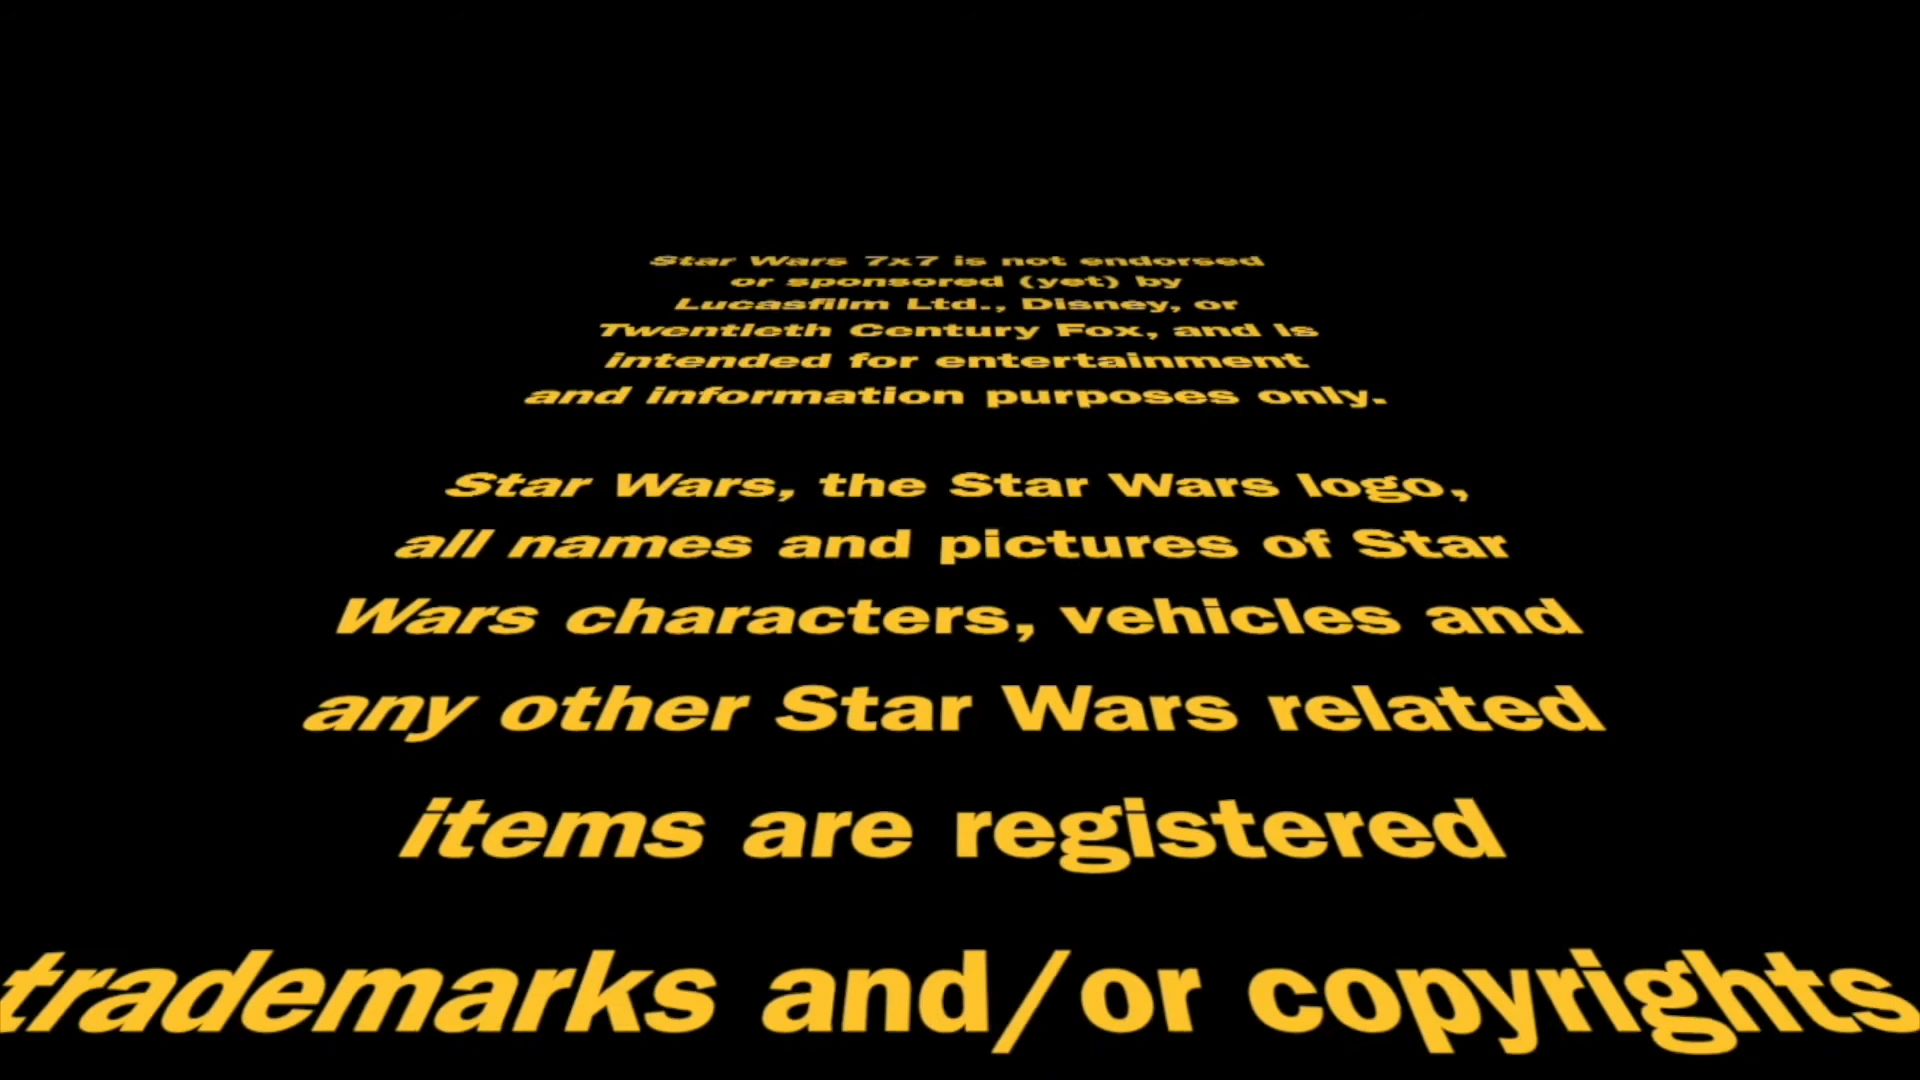 Star Wars 7x7 is not endorsed
or sponsored (yet) by
Lucasfilm Ltd., Disney, or
Twentieth Century Fox, and is
intended for entertainment
and information purposes only.
Star Wars, the Star Wars logo,
all names and pictures of Star
Wars characters, vehicles and
any other Star Wars related
items are registered
trademarks and/or copyrights